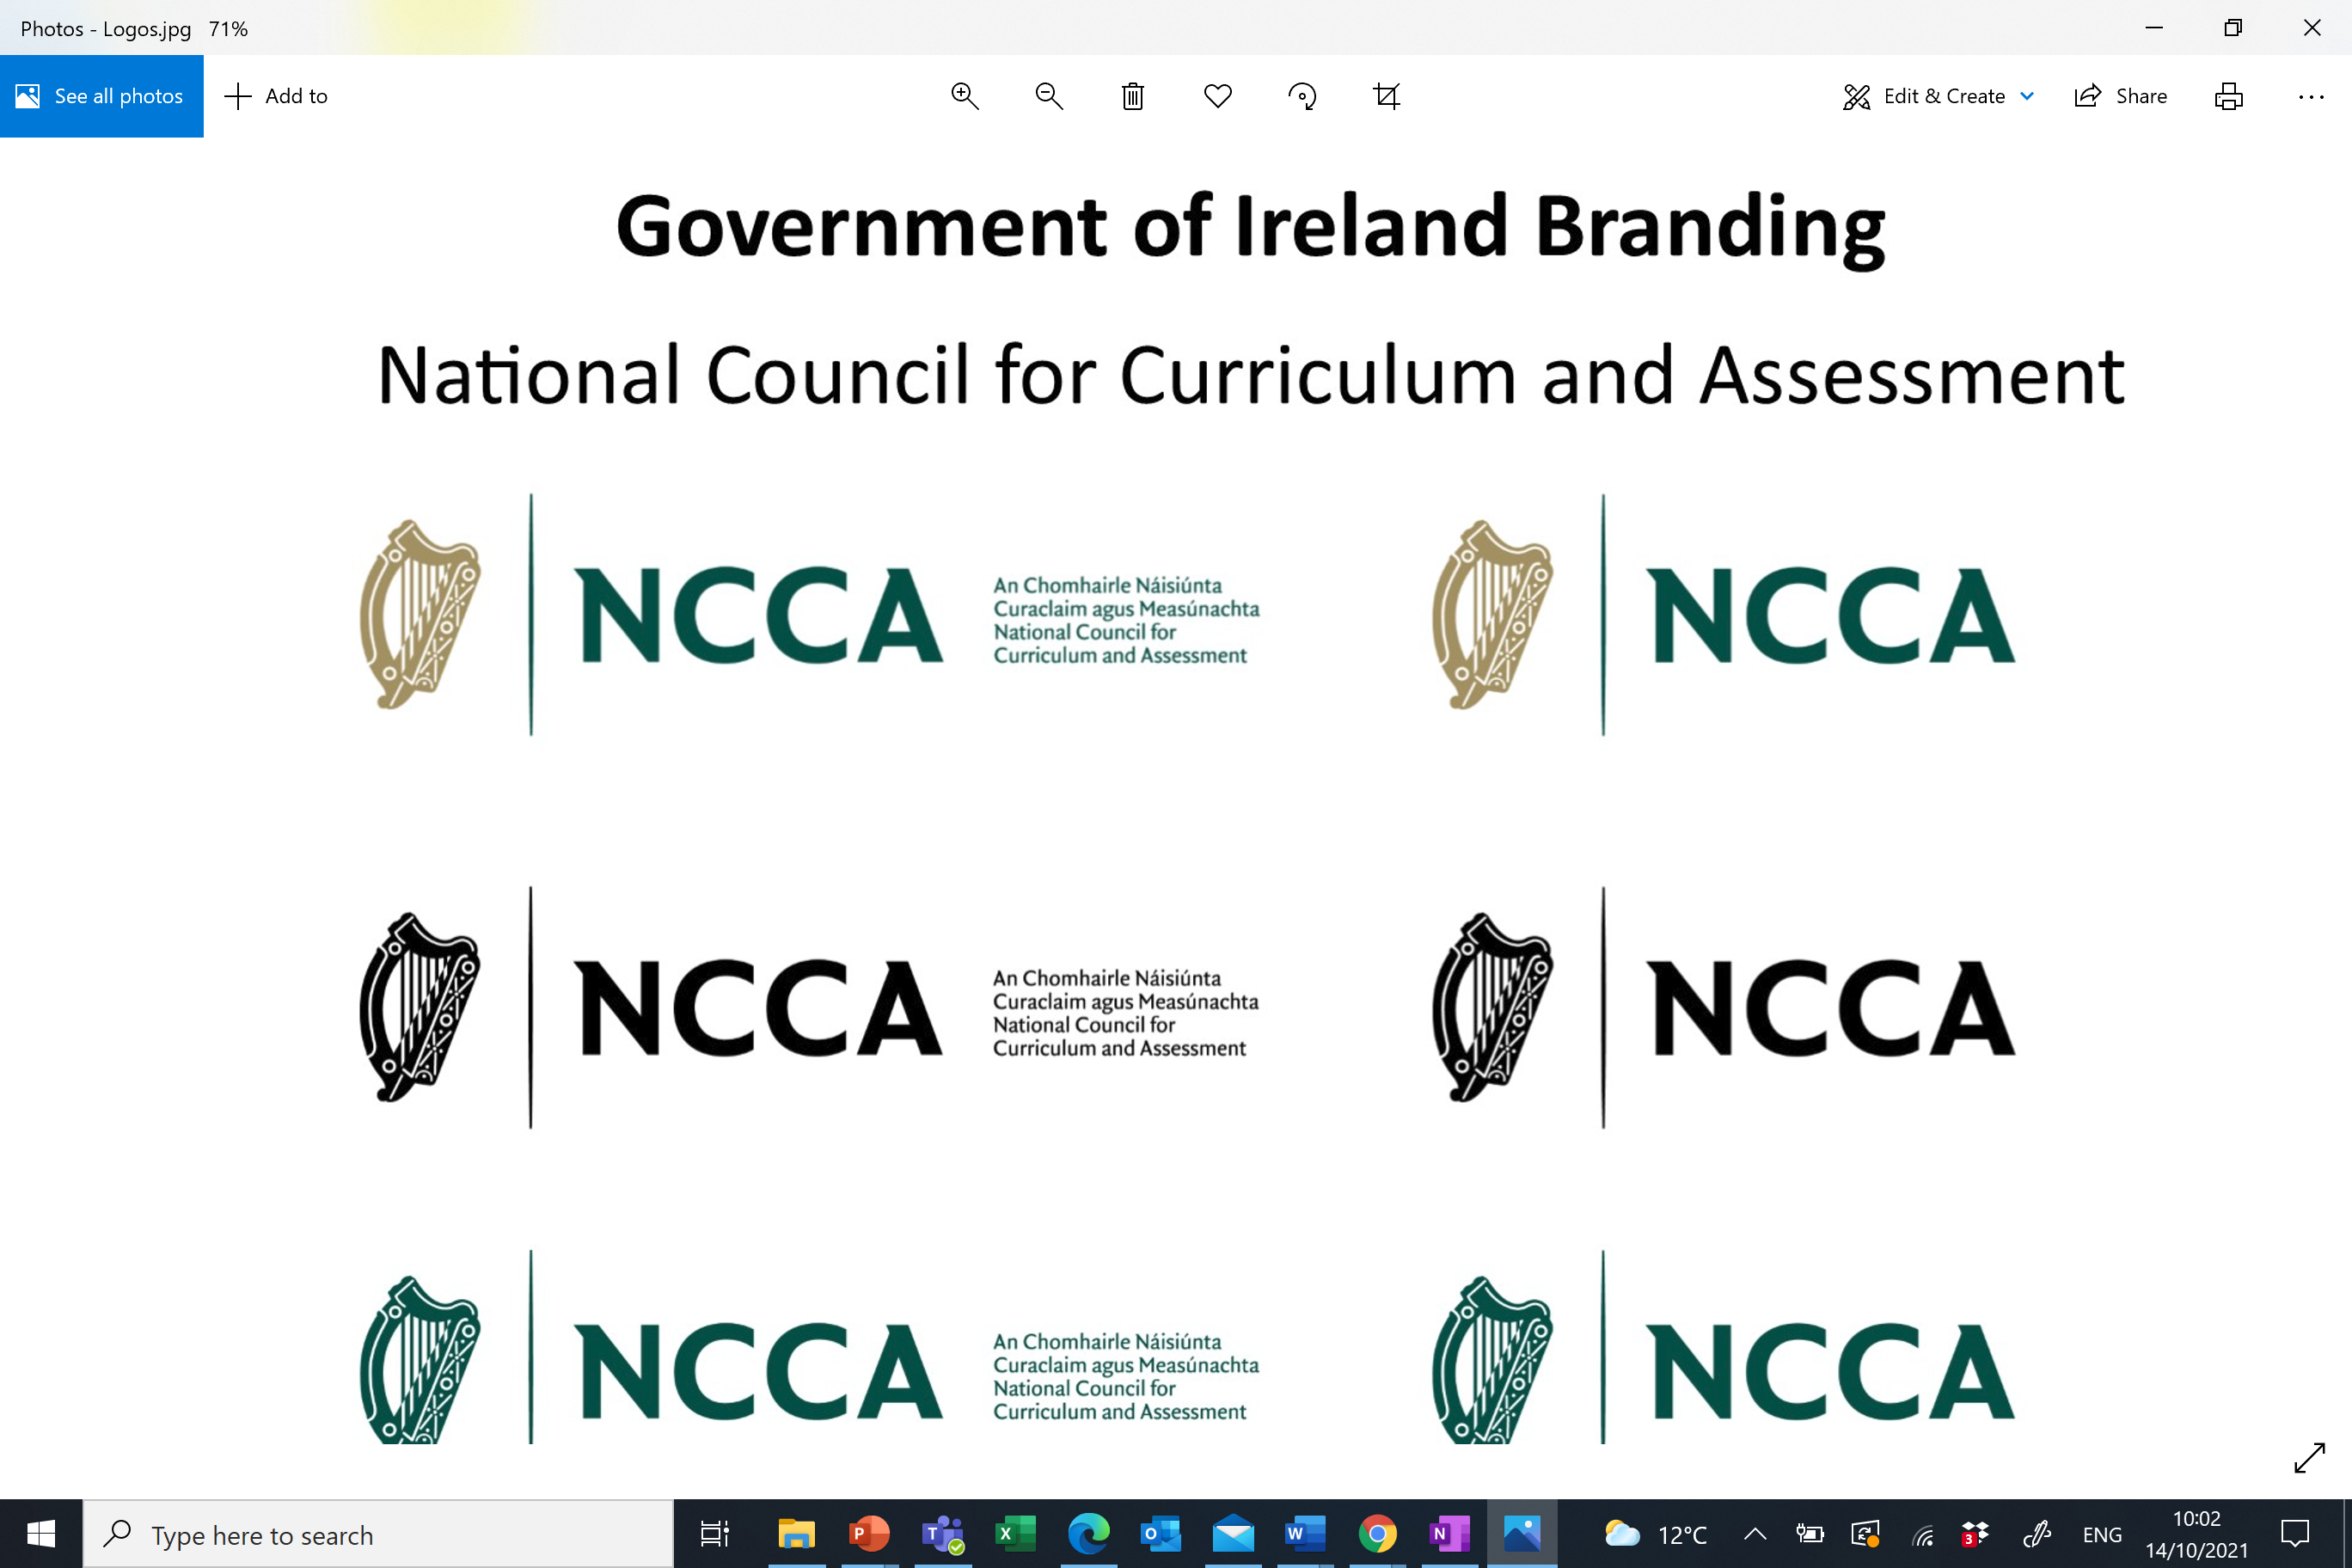 Photos - Logos.jpg 71%
See all photos
Add to
Edit & Create
Share
Government of Ireland Branding
National Council for Curriculum and Assessment
NCCA
An Chomhairle Náisiúnta
Curaclaim agus Measúnachta
National Council for
Curriculum and Assessment
NCCA
NCCA
An Chomhairle Náisiúnta
Curaclaim agus Measúnachta
National Council for
Curriculum and Assessment
NCCA
NCCA
An Chomhairle Náisiúnta
Curaclaim agus Measúnachta
National Council for
Curriculum and Assessment
NCCA
Type here to search
P
T
X
O
W
N
12°C
3
ENG
10:02
14/10/2021